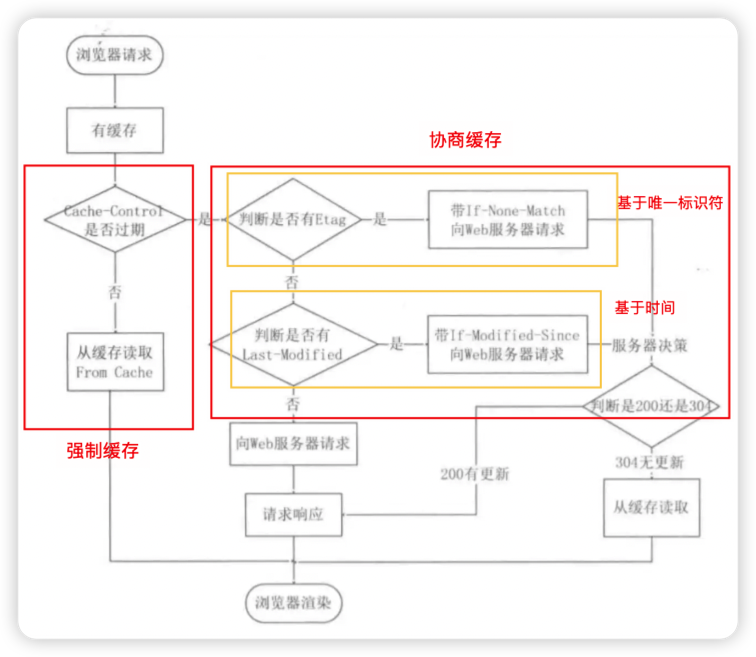 浏览器请求
有缓存
协商缓存
Cache-Control
是否过期
是
判断是否有Etag
是
带If-None-Match
向Web服务器请求
基于唯一标识符
否
否
基于时间
从缓存读取
From Cache
判断是否有
Last-Modified
是
带If-Modified-Since
向Web服务器请求
服务器决策
否
判断是200还是304
强制缓存
向Web服务器请求
200有更新
304无更新
请求响应
从缓存读取
浏览器渲染